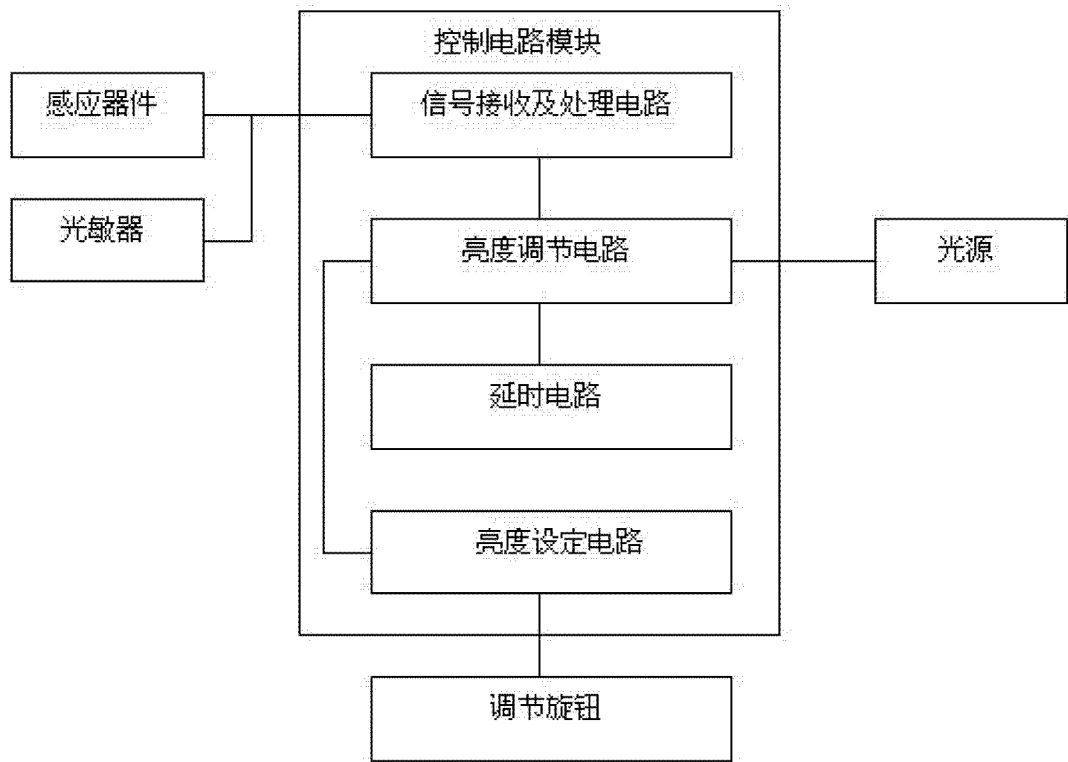 控制电路模块
感应器件
信号接收及处理电路
光敏器
亮度调节电路
光源
延时电路
亮度设定电路
调节旋钮